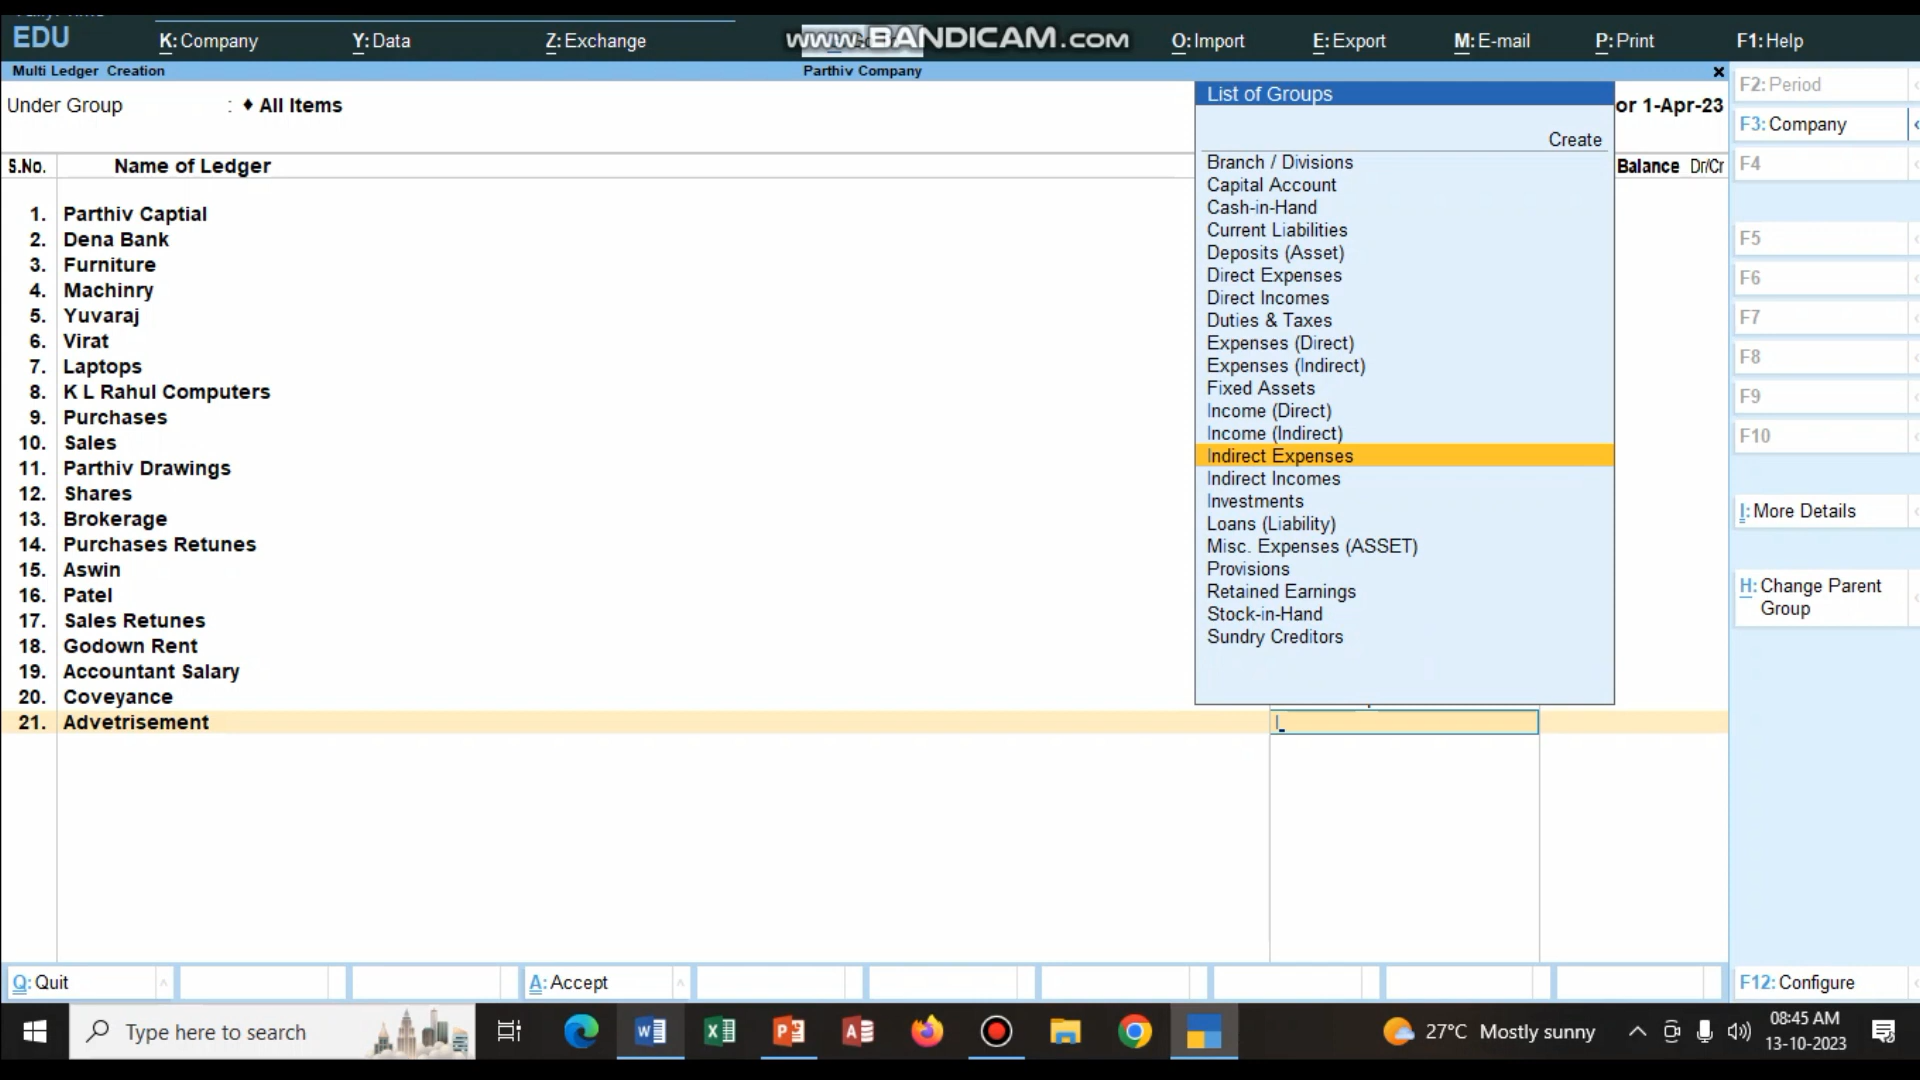 EDU
K: Company
Y: Data
Z: Exchange
www.BANDICAM.com
O: Import
E: Export
M: E-mail
P: Print
F1: Help
Multi Ledger Creation
Parthiv Company
Under Group : ♦ All Items
or 1-Apr-23
S.No. Name of Ledger
Balance Dr/Cr
1. Parthiv Captial
2. Dena Bank
3. Furniture
4. Machinry
5. Yuvaraj
6. Virat
7. Laptops
8. K L Rahul Computers
9. Purchases
10. Sales
11. Parthiv Drawings
12. Shares
13. Brokerage
14. Purchases Retunes
15. Aswin
16. Patel
17. Sales Retunes
18. Godown Rent
19. Accountant Salary
20. Coveyance
21. Advetrisement
I
List of Groups
Create
Branch / Divisions
Capital Account
Cash-in-Hand
Current Liabilities
Deposits (Asset)
Direct Expenses
Direct Incomes
Duties & Taxes
Expenses (Direct)
Expenses (Indirect)
Fixed Assets
Income (Direct)
Income (Indirect)
Indirect Expenses
Indirect Incomes
Investments
Loans (Liability)
Misc. Expenses (ASSET)
Provisions
Retained Earnings
Stock-in-Hand
Sundry Creditors
F2: Period
F3: Company
F4
F5
F6
F7
F8
F9
F10
I: More Details
H: Change Parent
Group
F12: Configure
Q: Quit
A: Accept
Type here to search
27°C Mostly sunny
08:45 AM
13-10-2023